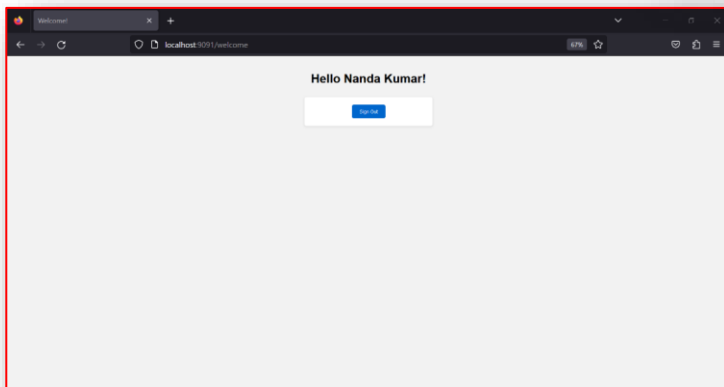 Welcome!
localhost:9091/welcome
67%
Hello Nanda Kumar!
Sign Out